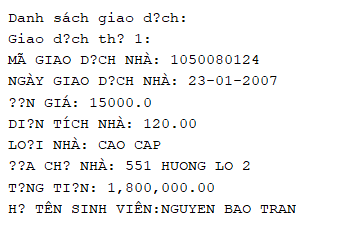 Danh sách giao d?ch:
Giao d?ch th? 1:
MÃ GIAO D?CH NHÀ: 1050080124
NGÀY GIAO D?CH NHÀ: 23-01-2007
??N GIÁ: 15000.0
DI?N TÍCH NHÀ: 120.00
LO?I NHÀ: CAO CAP
??A CH? NHÀ: 551 HUONG LO 2
T?NG TI?N: 1,800,000.00
H? TÊN SINH VIÊN:NGUYEN BAO TRAN